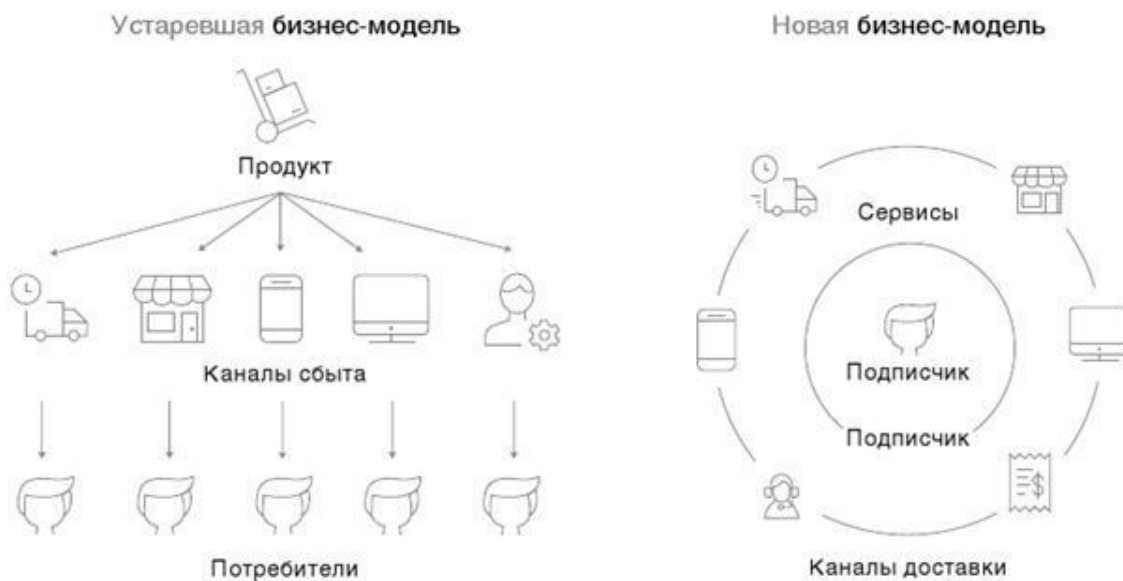 Устаревшая бизнес-модель
Продукт
Каналы сбыта
Потребители
Новая бизнес-модель
Сервисы
Подписчик
Подписчик
$
Каналы доставки